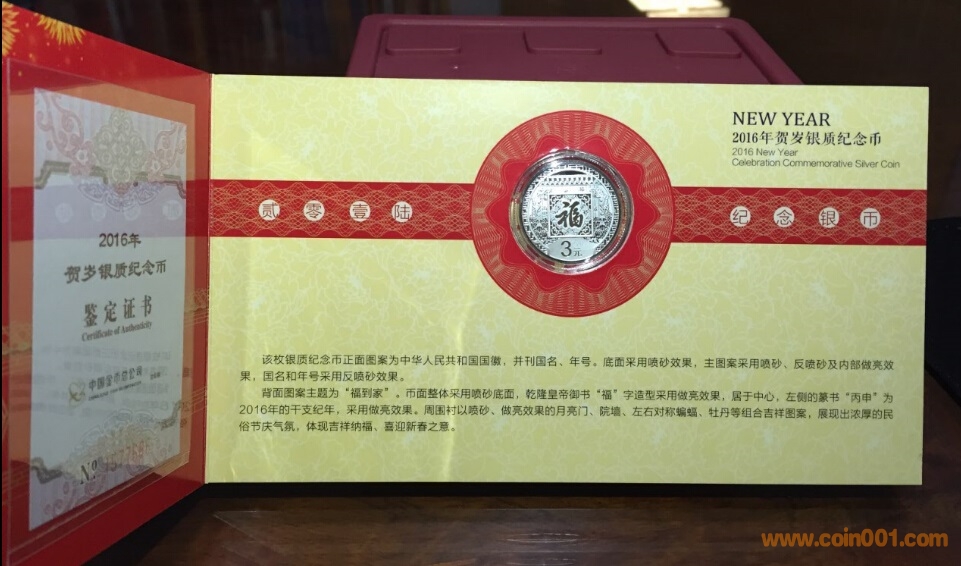 2016年
贺岁银质纪念币
鉴定证书
Certificate of Authenticity
中国金币总公司
No
NEW YEAR
2016年贺岁银质纪念币
2016 New Year
Celebration Commemorative Silver Coin
贰零壹陆
纪念银币
福
3元
该枚银质纪念币正面图案为中华人民共和国国徽，并刊国名、年号。底面采用喷砂效果，主图案采用喷砂、反喷砂及内部做亮效
果，国名和年号采用反喷砂效果。
背面图案主题为“福到家”。币面整体采用喷砂底面，乾隆皇帝御书“福”字造型采用做亮效果，居于中心，左侧的篆书“丙申”为
2016年的干支纪年，采用做亮效果。周围衬以喷砂、做亮效果的月亮门、院墙、左右对称蝙蝠、牡丹等组合吉祥图案，展现出浓厚的民
俗节庆气氛，体现吉祥纳福、喜迎新春之意。
www.coin001.com